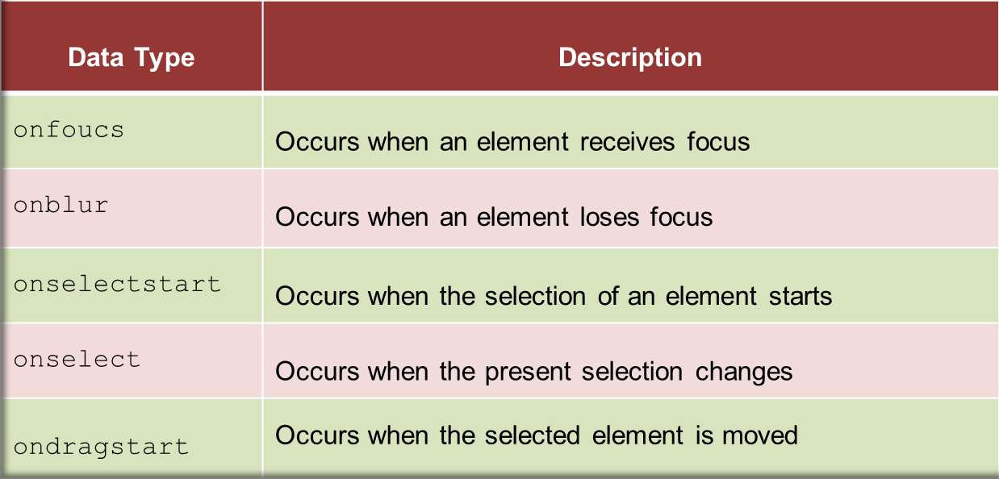 Data Type
Description
onfoucs
Occurs when an element receives focus
onblur
Occurs when an element loses focus
onselectstart
Occurs when the selection of an element starts
onselect
Occurs when the present selection changes
ondragstart
Occurs when the selected element is moved